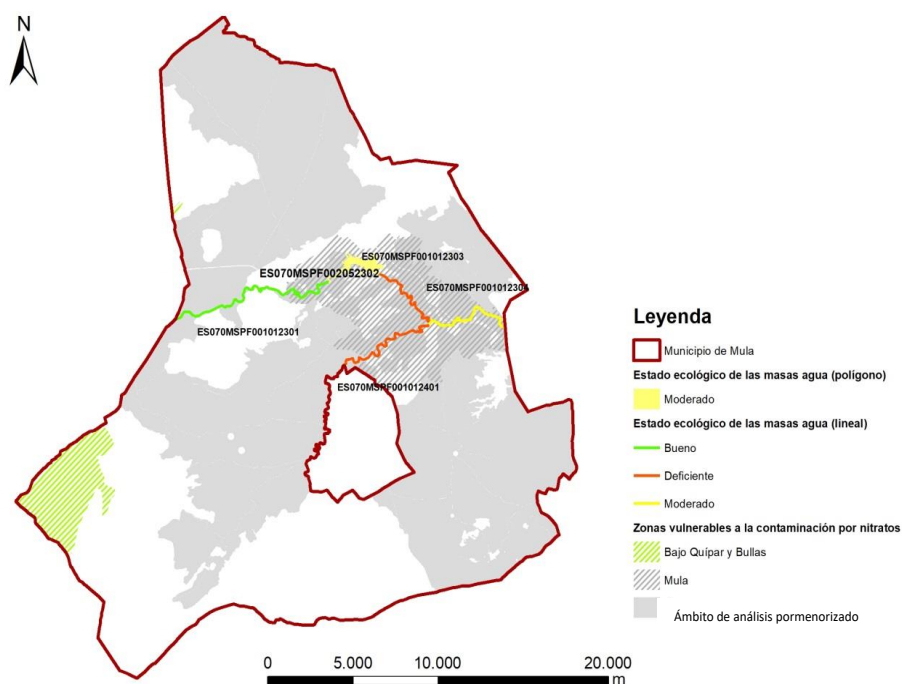 N
ES070MSPF001012303
ES070MSPF002052302
ES070MSPF001012304
ES070MSPF001012301
ES070MSPF001012401
Leyenda
Municipio de Mula
Estado ecológico de las masas agua (polígono)
Moderado
Estado ecológico de las masas agua (lineal)
Bueno
Deficiente
Moderado
Zonas vulnerables a la contaminación por nitratos
Bajo Quípar y Bullas
Mula
Ámbito de análisis pormenorizado
0 5.000 10.000 20.000
m